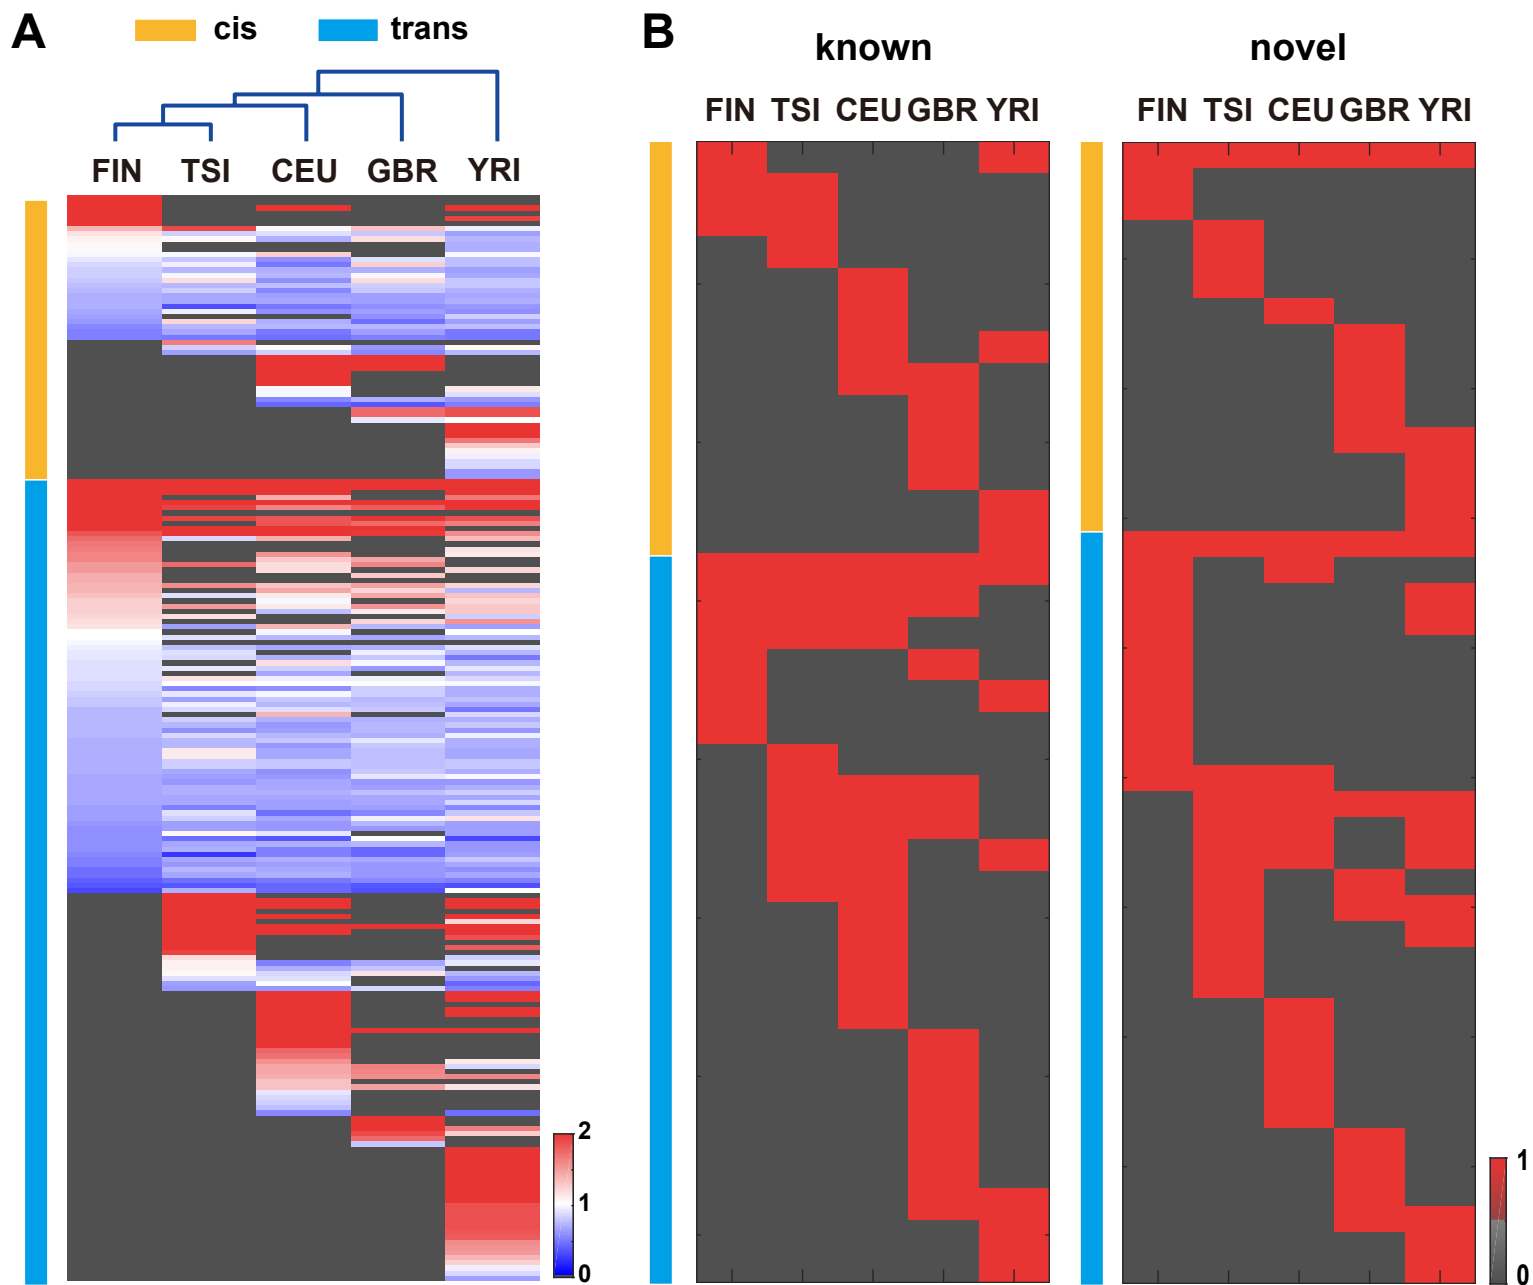 A
cis
trans
B
known
novel
FIN TSI CEU GBR YRI
FIN TSI CEU GBR YRI
FIN TSI CEU GBR YRI
2
1
0
1
0